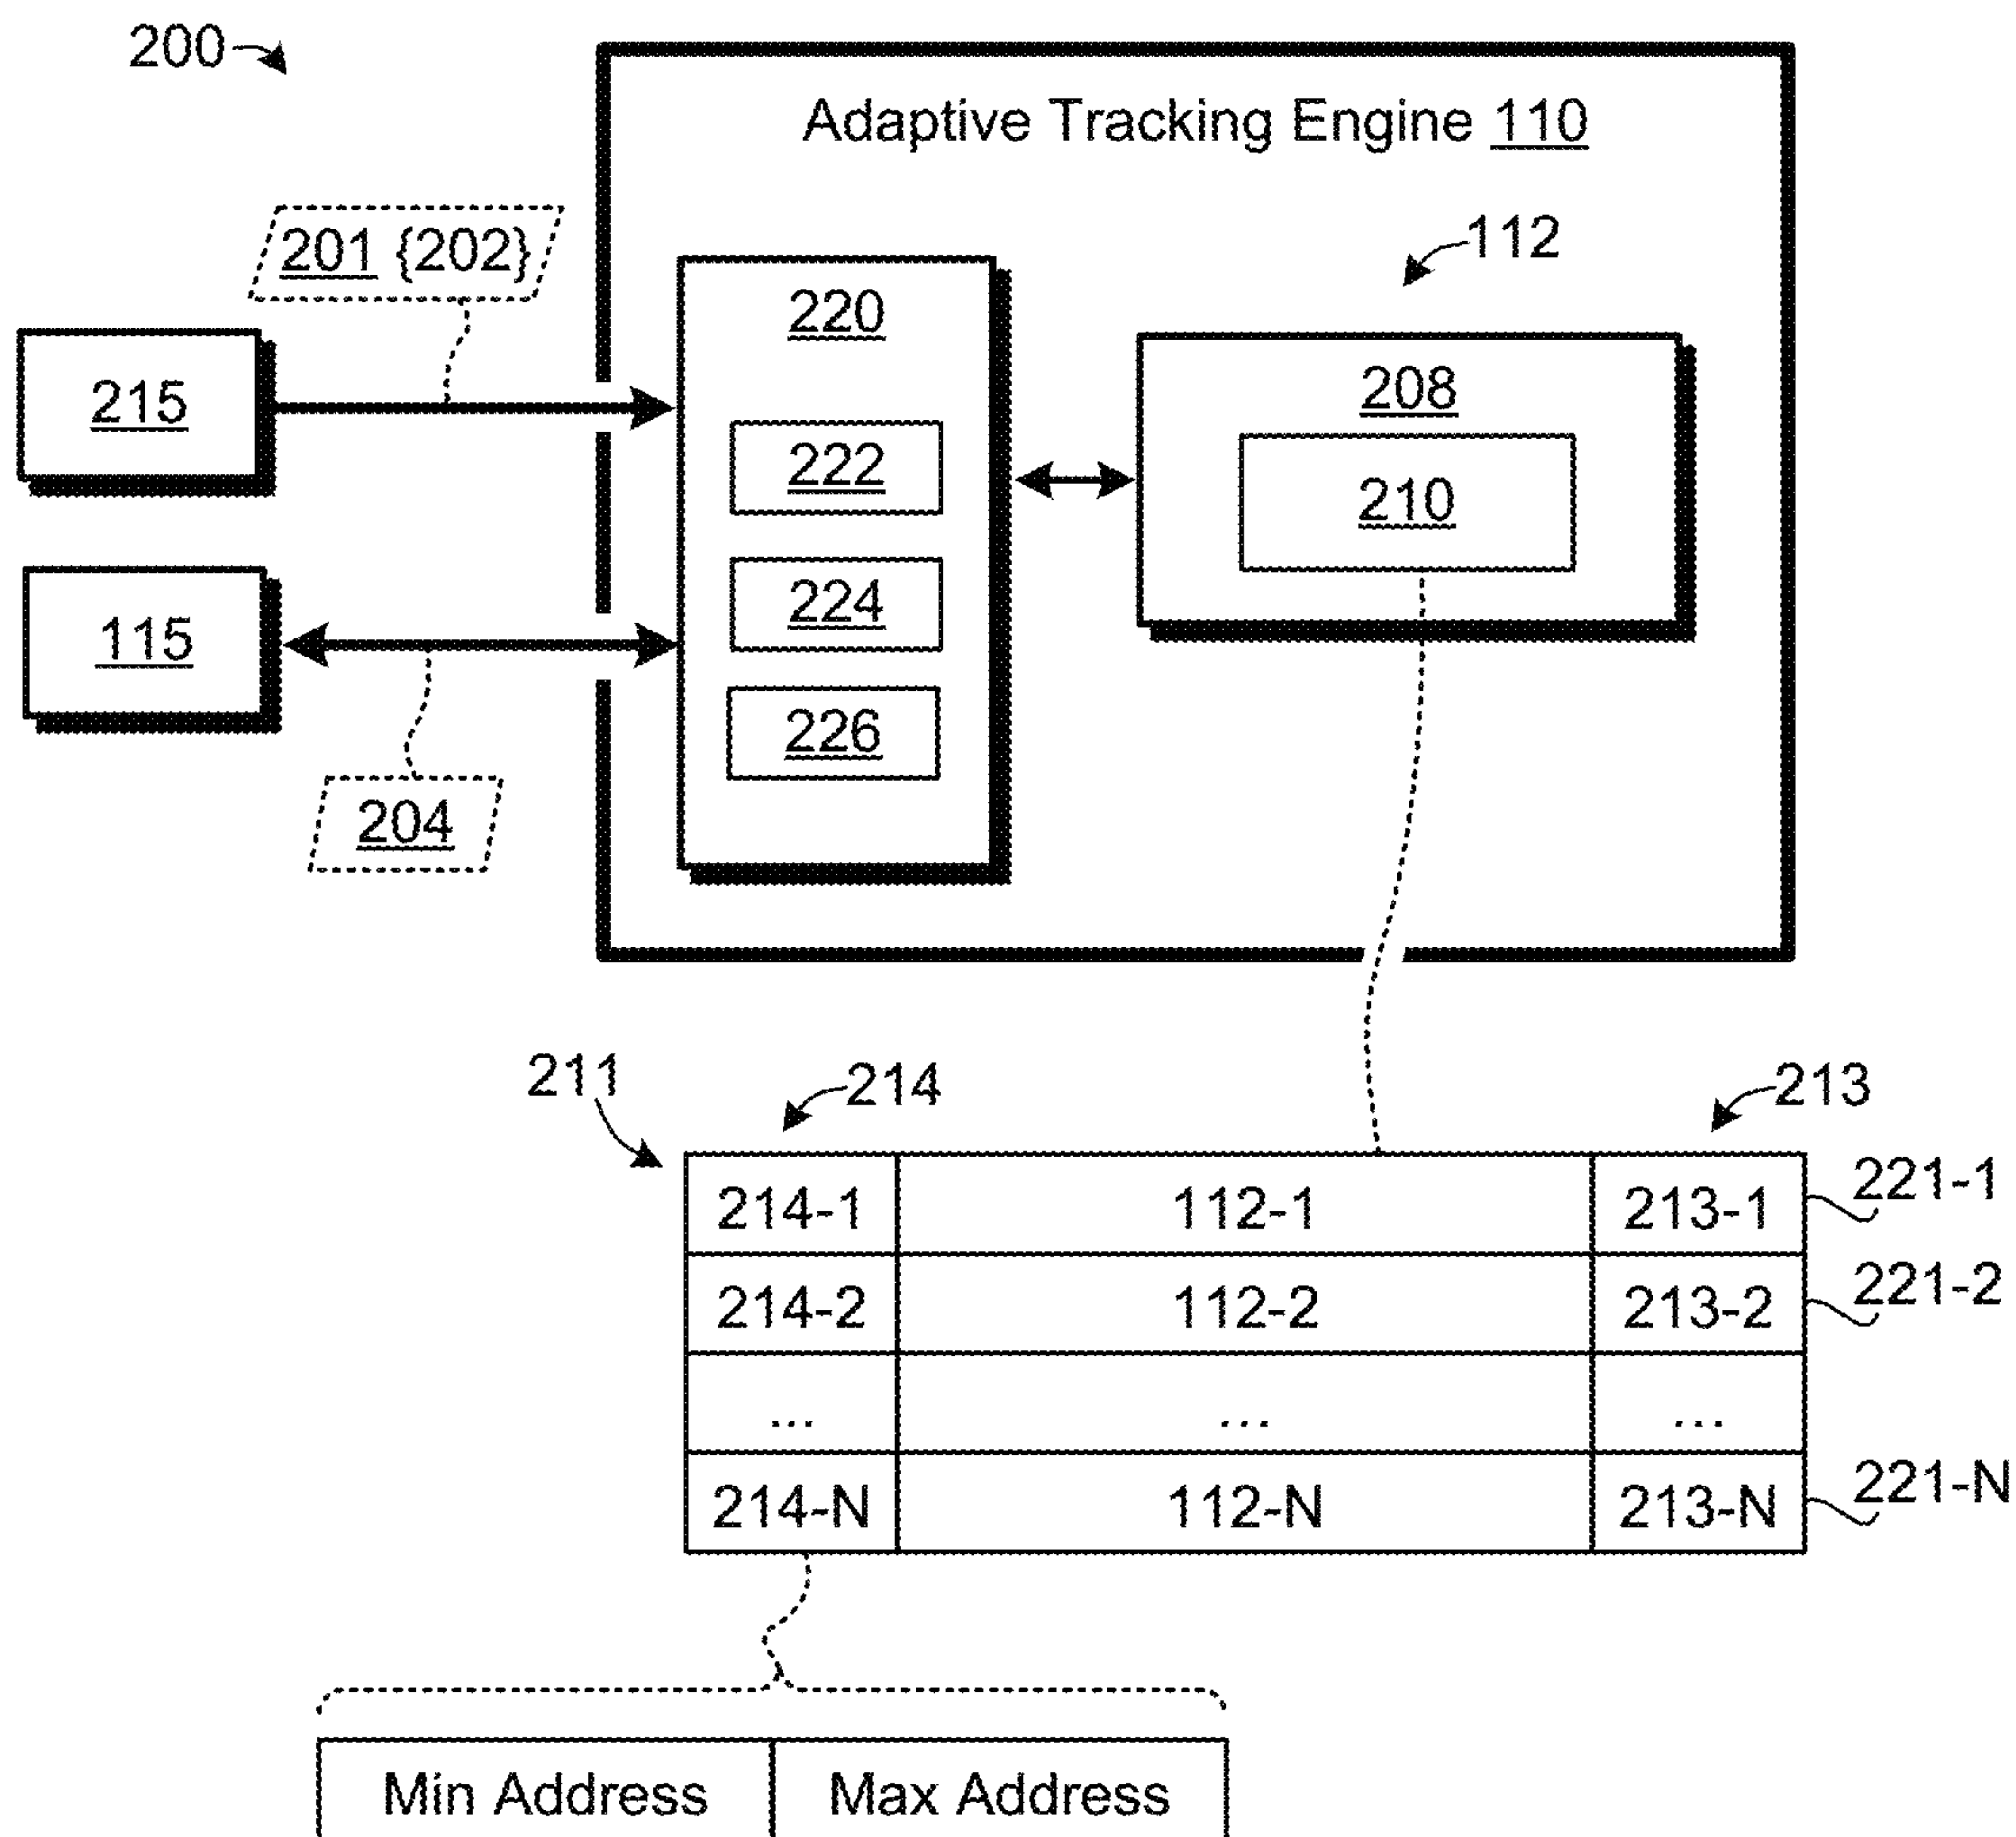 200
Adaptive Tracking Engine 110
201 {202}
112
220
215
208
222
210
224
115
226
204
211
214
213
214-1 112-1 213-1 221-1
214-2 112-2 213-2 221-2
... ... ...
214-N 112-N 213-N 221-N
Min Address Max Address